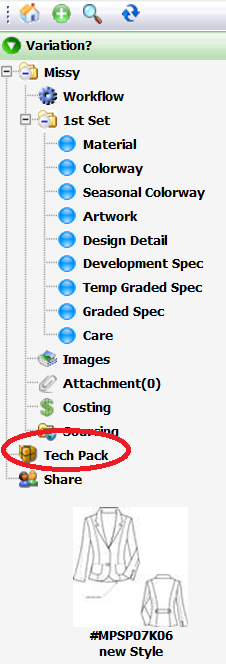 Variation?
Missy
Workflow
1st Set
Material
Colorway
Seasonal Colorway
Artwork
Design Detail
Development Spec
Temp Graded Spec
Graded Spec
Care
Images
Attachment(0)
Costing
Sourcing
Tech Pack
Share
#MPSP07K06
new Style